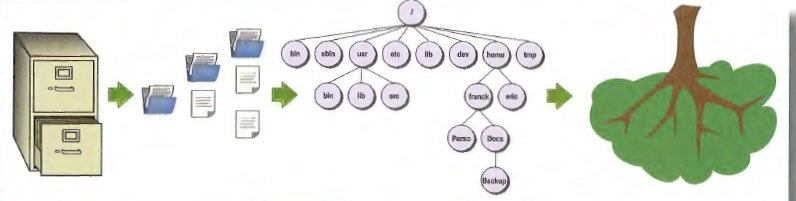 /
bin sbin usr etc lib dev home tmp
bin lib src franck eric
Perso Docs
Backup